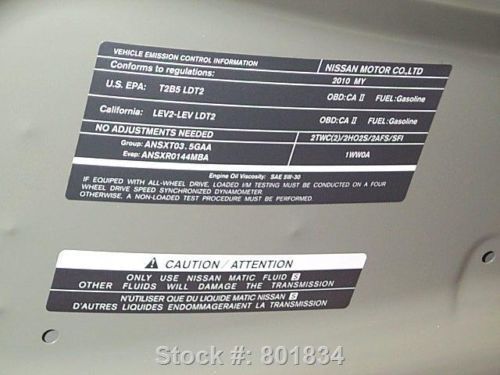 VEHICLE EMISSION CONTROL INFORMATION NISSAN MOTOR CO.,LTD
Conforms to regulations: 2010 MY
U.S. EPA: T2B5 LDT2 OBD:CA II FUEL:Gasoline
California: LEV2-LEV LDT2 OBD:CA II FUEL:Gasoline
NO ADJUSTMENTS NEEDED 2TWC(2)/2HO2S/2AFS/SFI
Group: ANSXT03.5GAA
Evap: ANSXR0144MBA 1WW0A
Engine Oil Viscosity: SAE 5W-30
IF EQUIPPED WITH ALL-WHEEL DRIVE, LOADED I/M TESTING MUST BE CONDUCTED ON A FOUR
WHEEL DRIVE SPEED SYNCHRONIZED DYNAMOMETER.
OTHERWISE, A NON-LOADED TEST PROCEDURE MUST BE PERFORMED.
CAUTION / ATTENTION
ONLY USE NISSAN MATIC FLUID S
OTHER FLUIDS WILL DAMAGE THE TRANSMISSION
N'UTILISER QUE DU LIQUIDE MATIC NISSAN S
D'AUTRES LIQUIDES ENDOMMAGERAIENT LA TRANSMISSION
Stock #: 801834